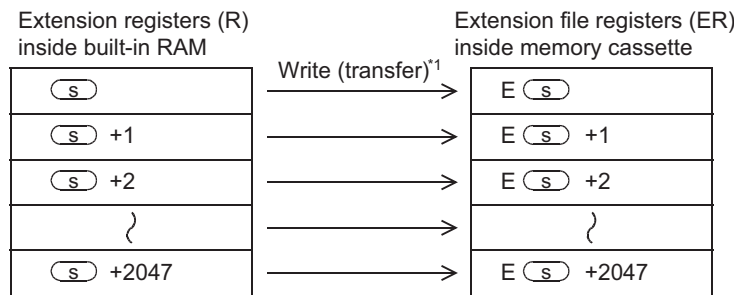 Extension registers (R)
inside built-in RAM
Extension file registers (ER)
inside memory cassette
Write (transfer)*1
s
E s
s +1
E s +1
s +2
E s +2
s +2047
E s +2047